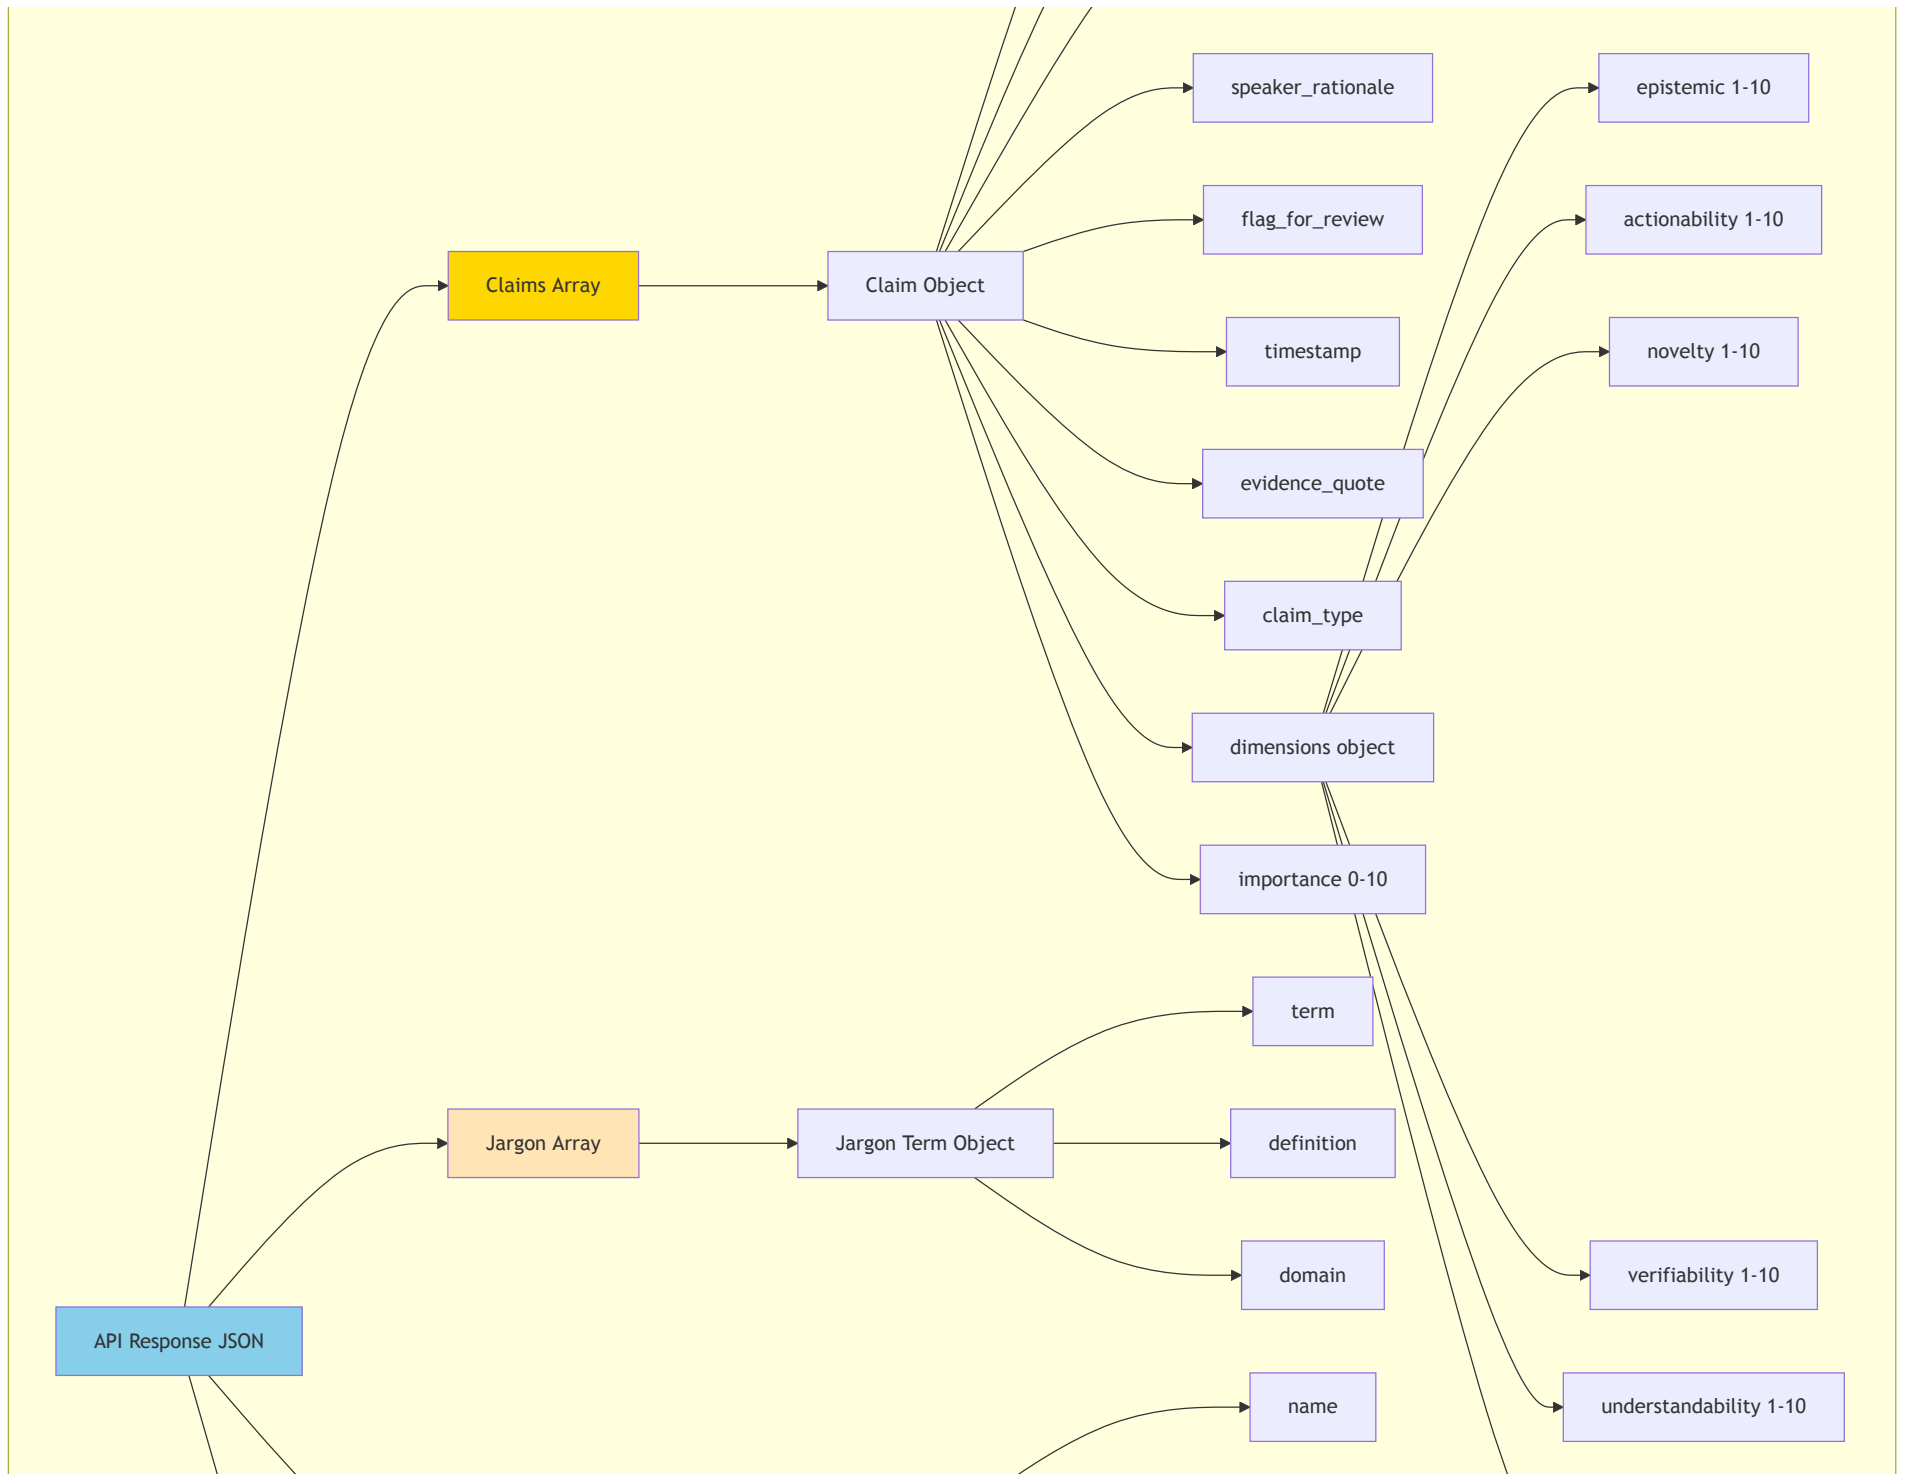 speaker_rationale
epistemic 1-10
flag_for_review
actionability 1-10
Claims Array
Claim Object
timestamp
novelty 1-10
evidence_quote
claim_type
dimensions object
importance 0-10
term
Jargon Array
Jargon Term Object
definition
domain
verifiability 1-10
API Response JSON
name
understandability 1-10